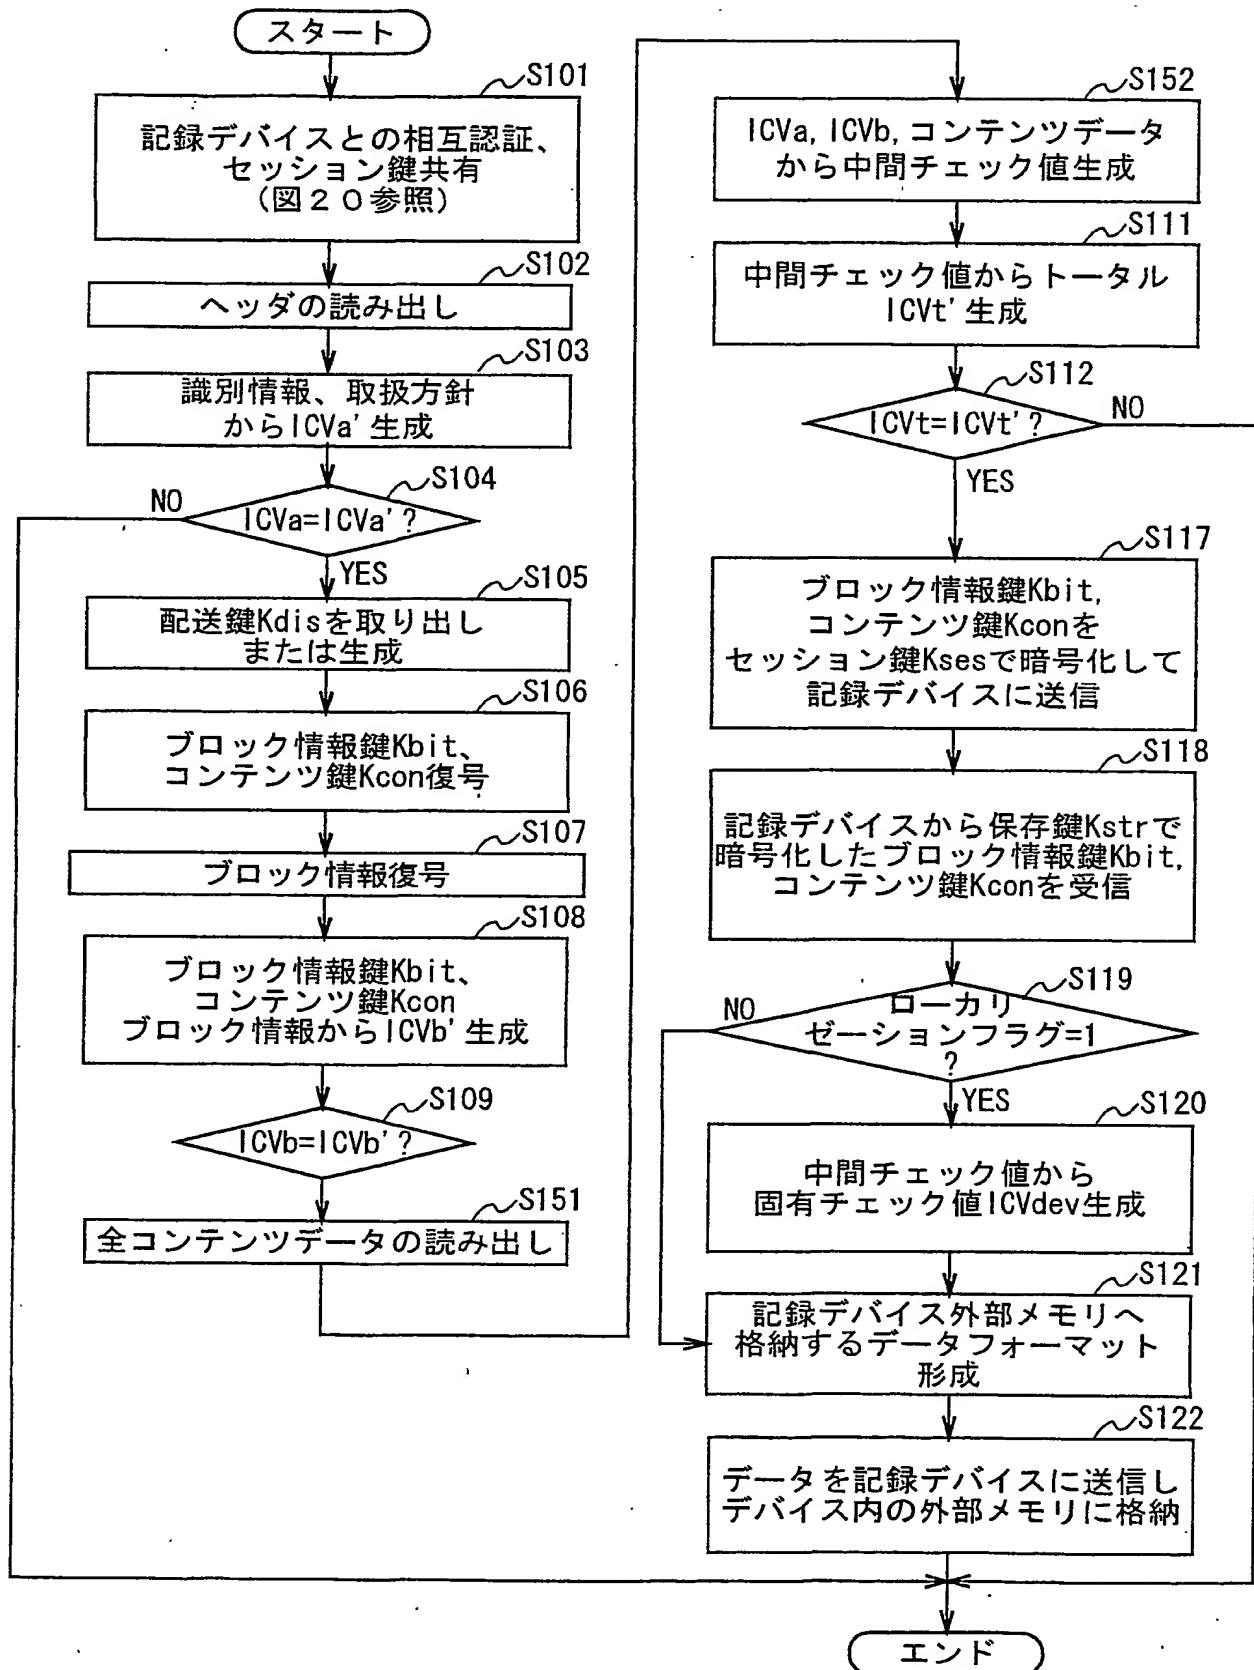 スタート
S101
記録デバイスとの相互認証、
セッション鍵共有
(図20参照)
S102
ヘッダの読み出し
S103
識別情報、取扱方針
からICVa'生成
S104
NO
ICVa=ICVa'?
YES
S105
配送鍵Kdisを取り出し
または生成
S106
ブロック情報鍵Kbit、
コンテンツ鍵Kcon復号
S107
ブロック情報復号
S108
ブロック情報鍵Kbit、
コンテンツ鍵Kcon
ブロック情報からICVb'生成
S109
ICVb=ICVb'?
S151
全コンテンツデータの読み出し
S152
ICVa,ICVb,コンテンツデータ
から中間チェック値生成
S111
中間チェック値からトータル
ICVt'生成
S112
ICVt=ICVt'?
NO
YES
S117
ブロック情報鍵Kbit,
コンテンツ鍵Kconを
セッション鍵Ksesで暗号化して
記録デバイスに送信
S118
記録デバイスから保存鍵Kstrで
暗号化したブロック情報鍵Kbit,
コンテンツ鍵Kconを受信
S119
NO
ローカリ
ゼーションフラグ=1
?
YES
S120
中間チェック値から
固有チェック値ICVdev生成
S121
記録デバイス外部メモリへ
格納するデータフォーマット
形成
S122
データを記録デバイスに送信し
デバイス内の外部メモリに格納
エンド